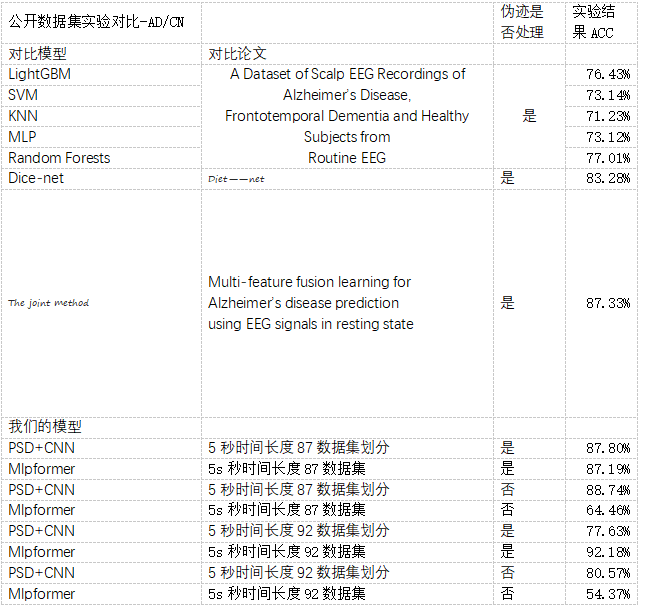 公开数据集实验对比-AD/CN 伪迹是否处理 实验结果 ACC
对比模型 对比论文
LightGBM A Dataset of Scalp EEG Recordings of 76.43%
SVM Alzheimer's Disease, 73.14%
KNN Frontotemporal Dementia and Healthy 是 71.23%
MLP Subjects from 73.12%
Random Forests Routine EEG 77.01%
Dice-net Diet——net 是 83.28%
Multi-feature fusion learning for
The joint method Alzheimer's disease prediction 是 87.33%
using EEG signals in resting state
我们的模型
PSD+CNN 5 秒时间长度 87 数据集划分 是 87.80%
Mlpformer 5s 秒时间长度 87 数据集 是 87.19%
PSD+CNN 5 秒时间长度 87 数据集划分 否 88.74%
Mlpformer 5s 秒时间长度 87 数据集 否 64.46%
PSD+CNN 5 秒时间长度 92 数据集划分 是 77.63%
Mlpformer 5s 秒时间长度 92 数据集 是 92.18%
PSD+CNN 5 秒时间长度 92 数据集划分 否 80.57%
Mlpformer 5s 秒时间长度 92 数据集 否 54.37%